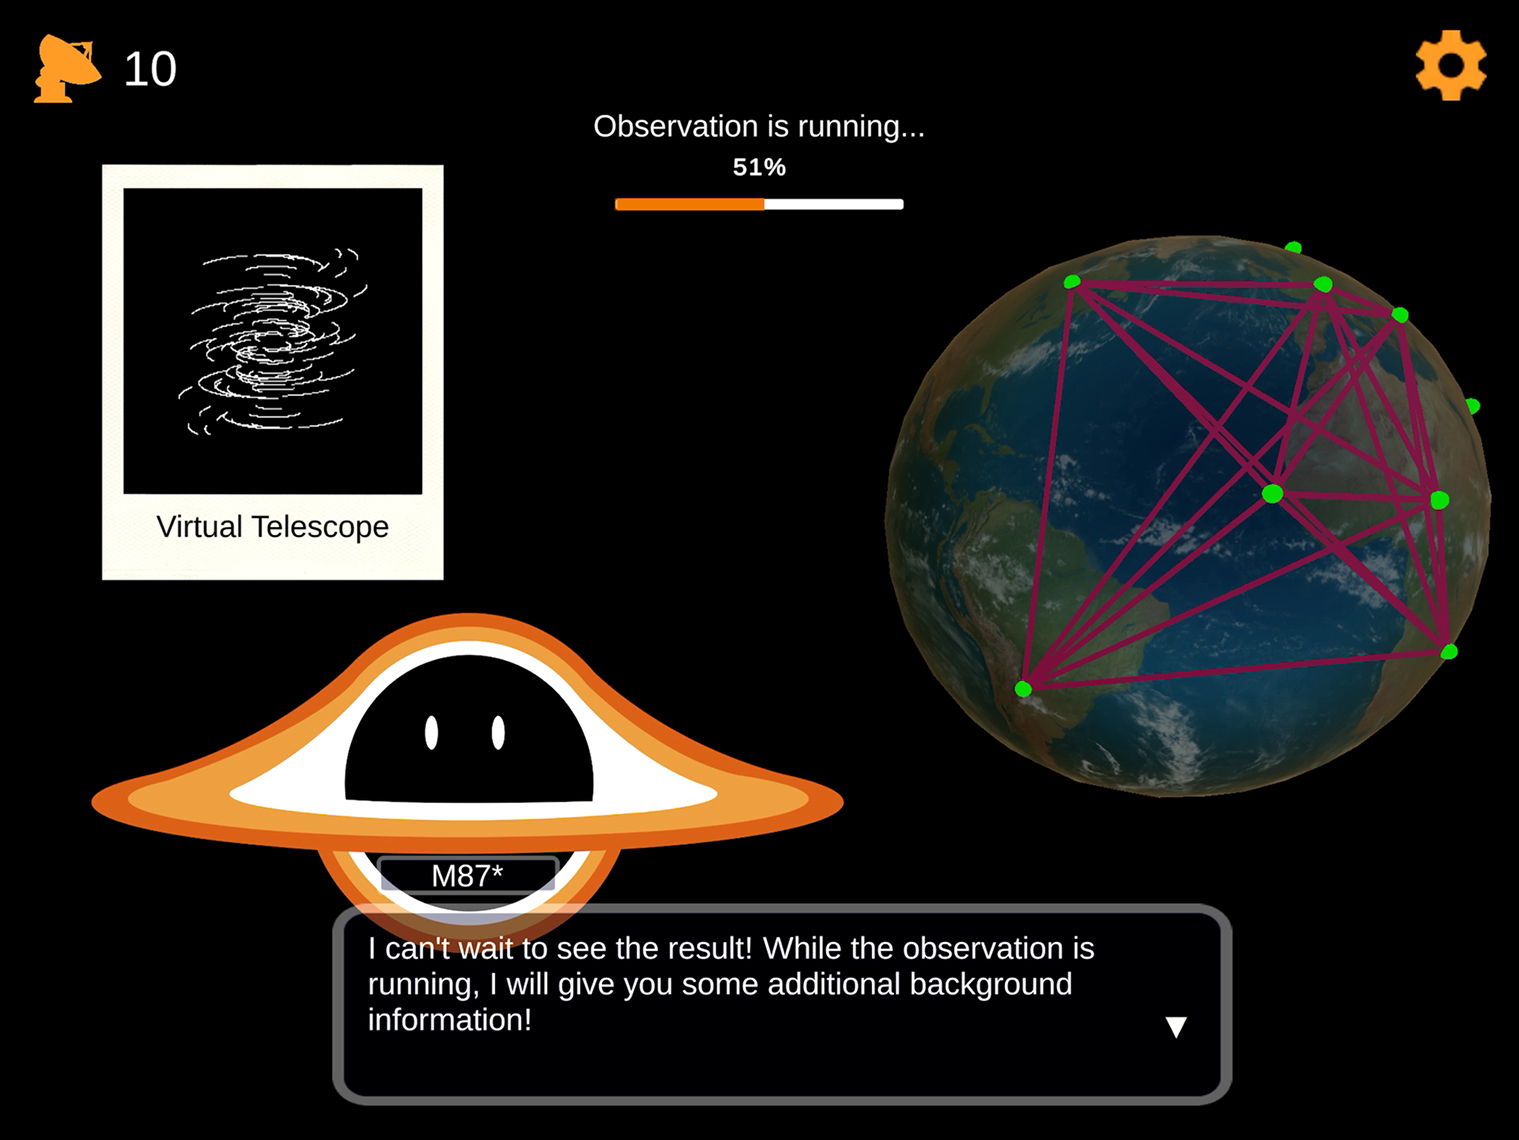 10
Observation is running...
51%
Virtual Telescope
M87*
I can't wait to see the result! While the observation is
running, I will give you some additional background
information!